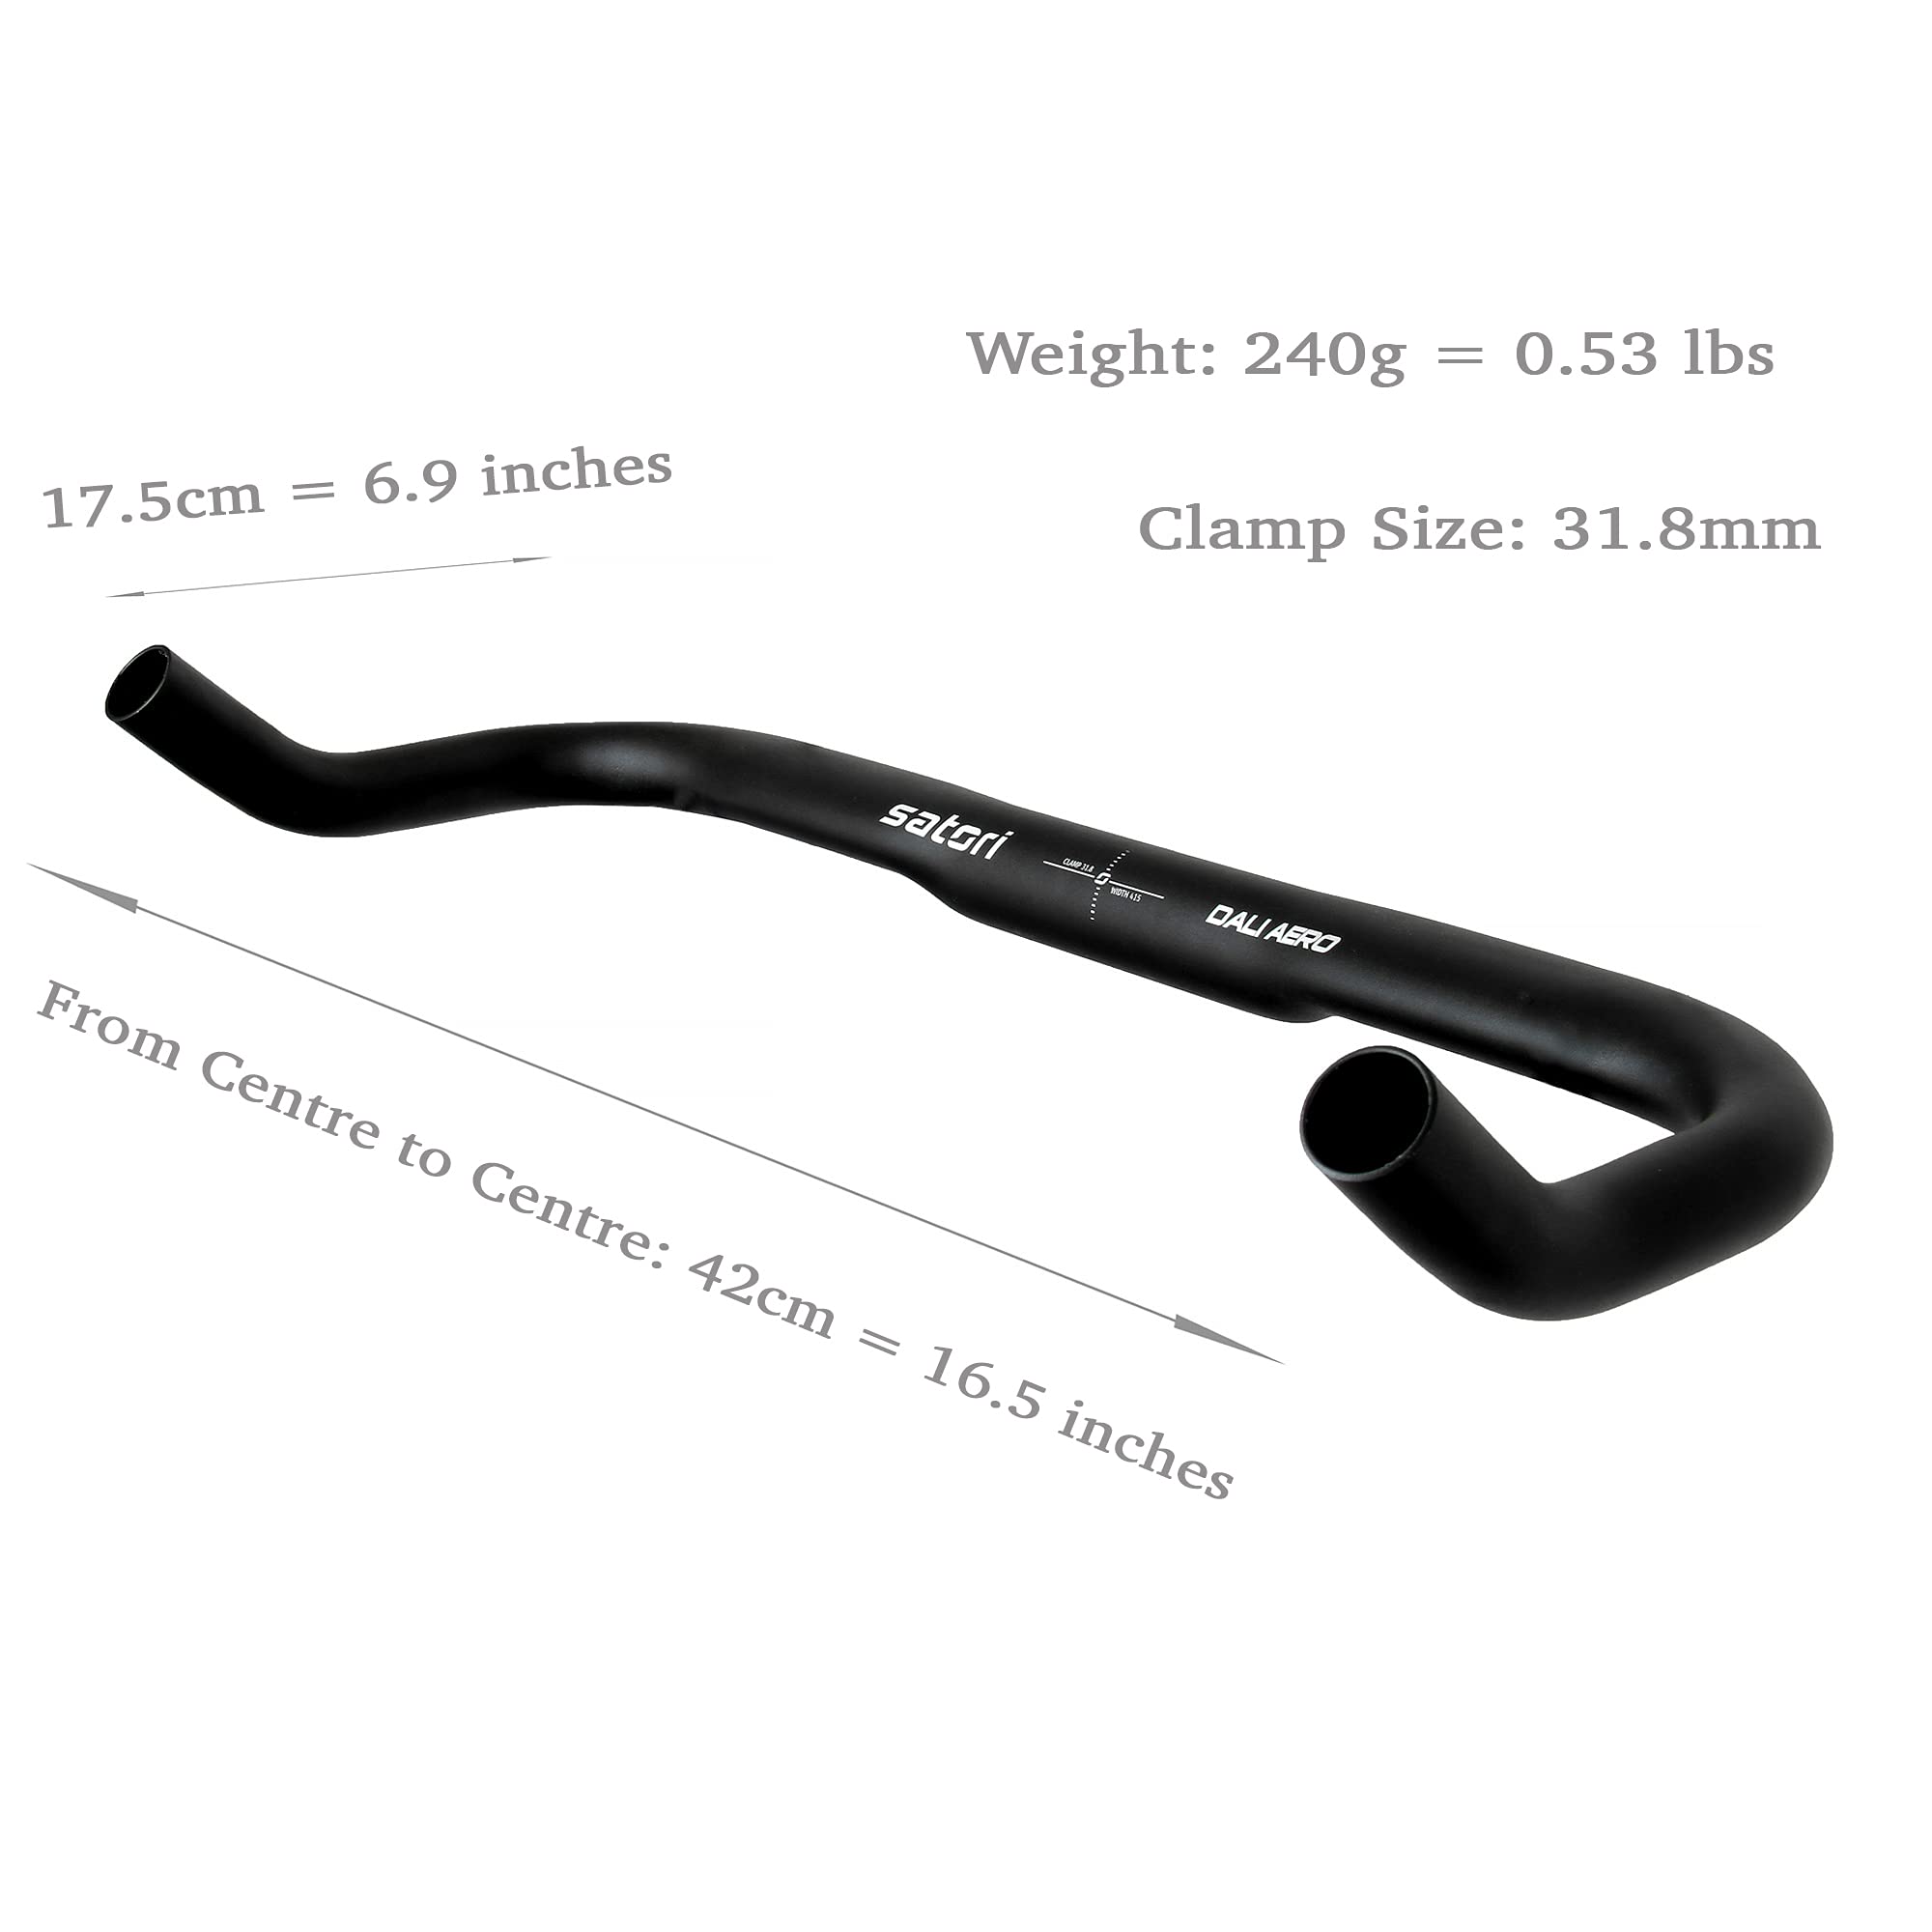 Weight: 240g = 0.53 lbs
17.5cm = 6.9 inches
Clamp Size: 31.8mm
satori
CLAMP 31.8
WIDTH 415
DALI AERO
From Centre to Centre: 42cm = 16.5 inches